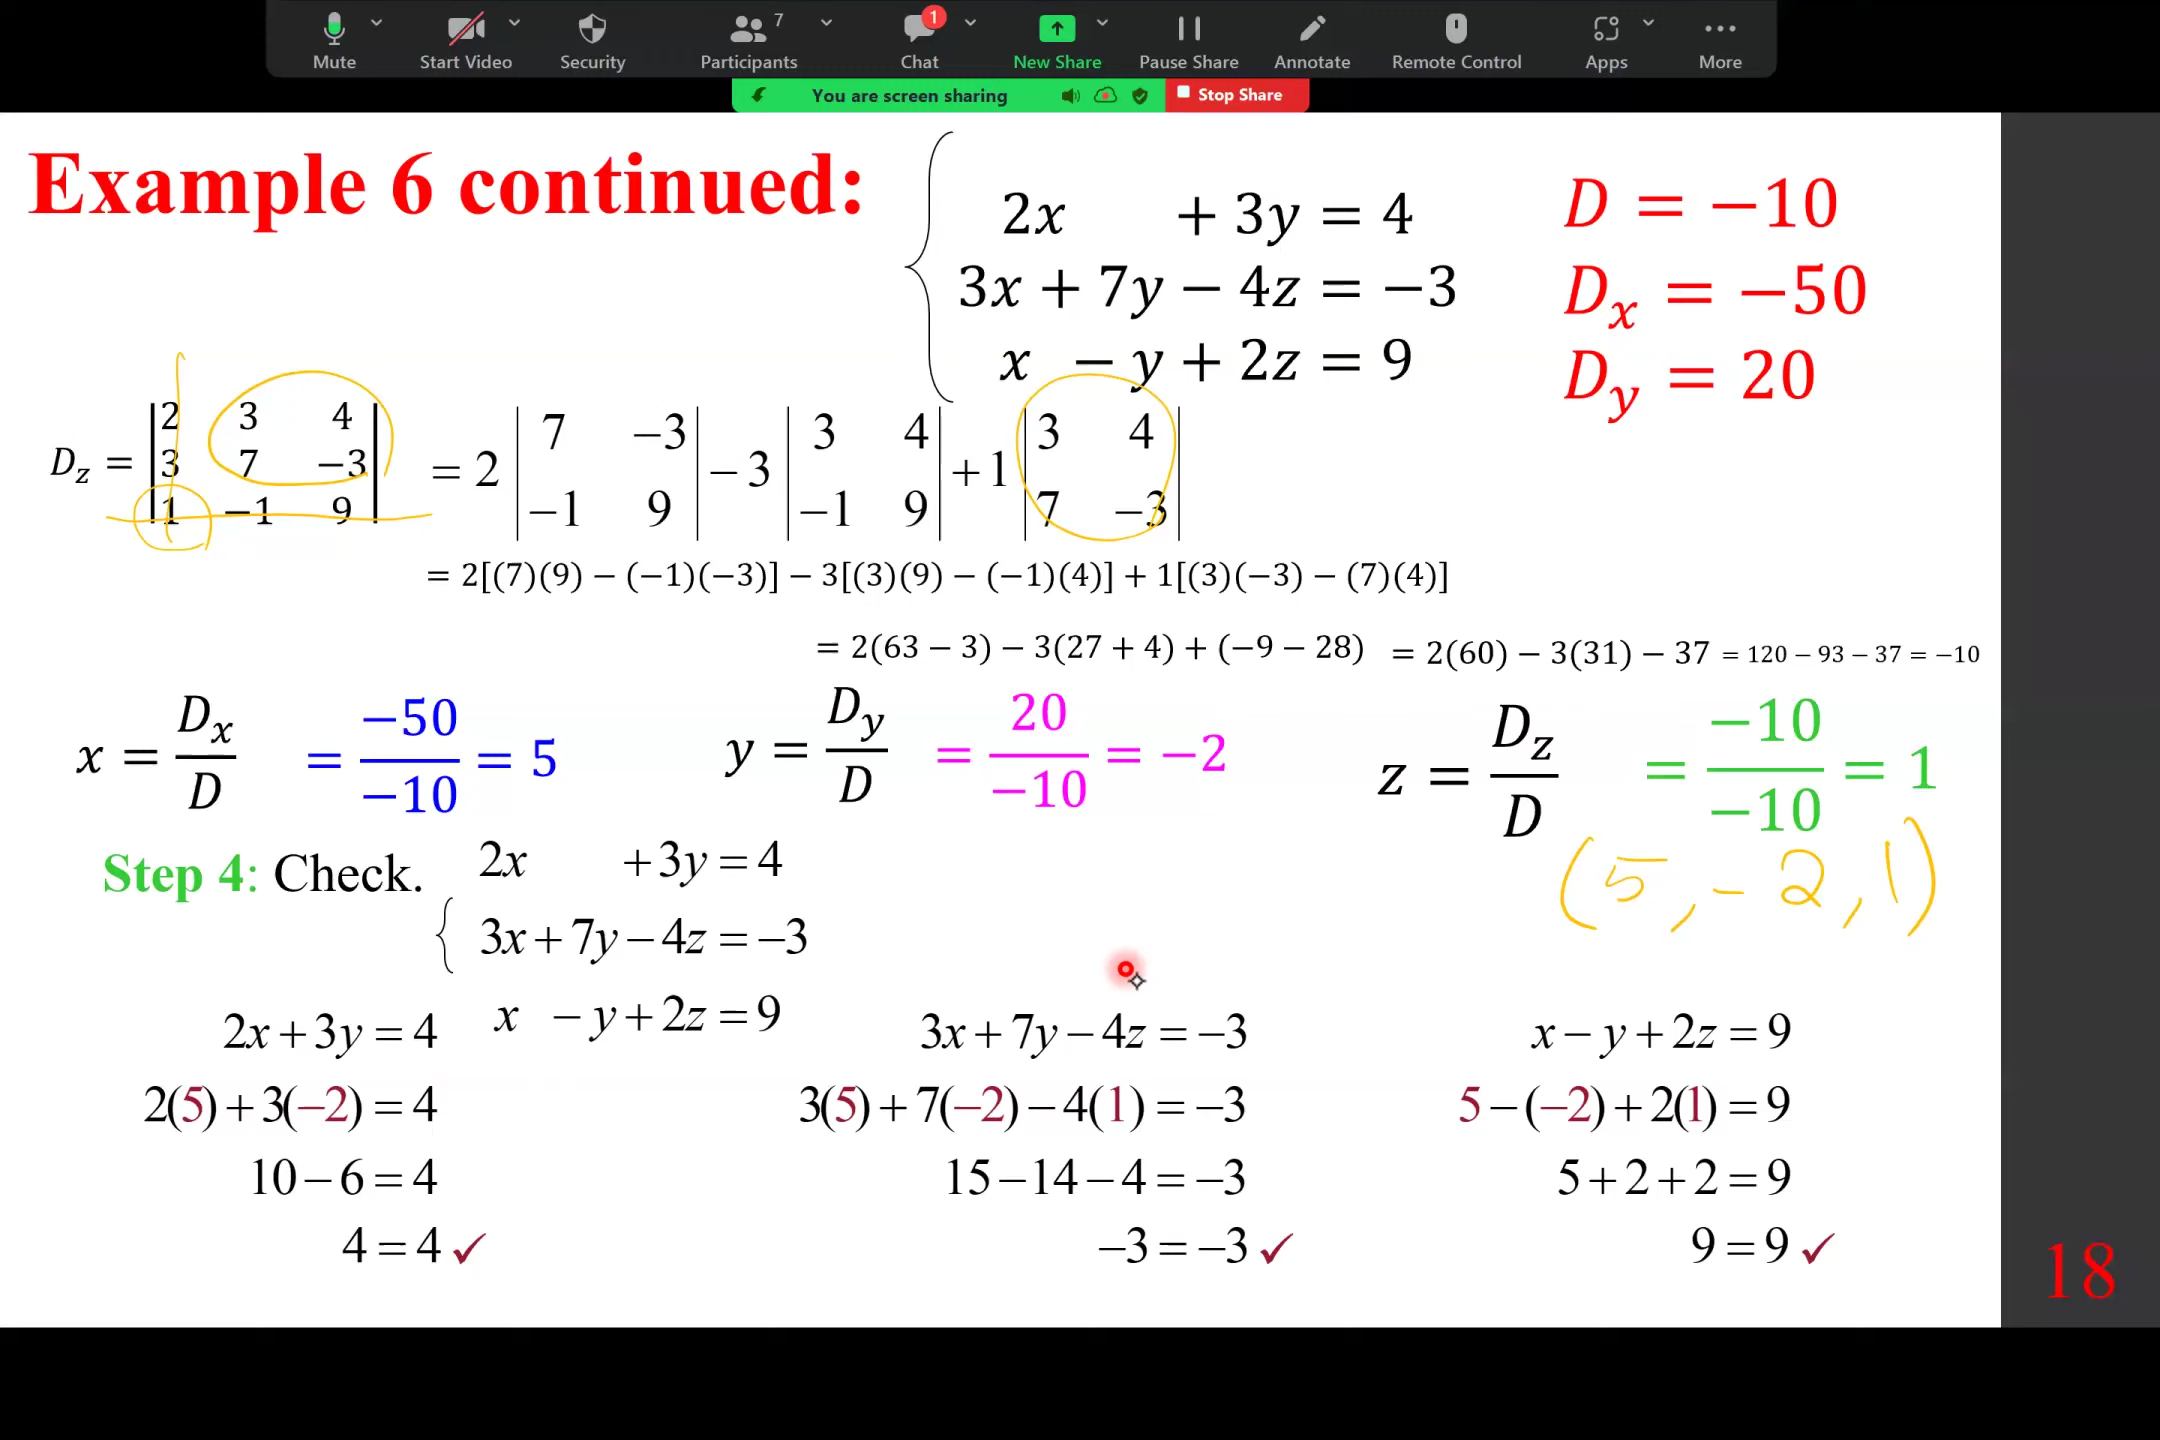 Mute Start Video Security Participants 7 Chat 1 New Share Pause Share Annotate Remote Control Apps More
You are screen sharing Stop Share
Example 6 continued:
2x + 3y = 4
3x + 7y − 4z = −3
x − y + 2z = 9
D = −10
Dₓ = −50
D_y = 20
D_z = |2 3 4; 3 7 −3; 1 −1 9| = 2 |7 −3; −1 9| − 3 |3 4; −1 9| + 1 |3 4; 7 −3|
= 2[(7)(9) − (−1)(−3)] − 3[(3)(9) − (−1)(4)] + 1[(3)(−3) − (7)(4)]
= 2(63 − 3) − 3(27 + 4) + (−9 − 28) = 2(60) − 3(31) − 37 = 120 − 93 − 37 = −10
x = Dₓ/D = −50/−10 = 5
y = D_y/D = 20/−10 = −2
z = D_z/D = −10/−10 = 1
(5, −2, 1)
Step 4: Check.
2x + 3y = 4
3x + 7y − 4z = −3
x − y + 2z = 9
2x + 3y = 4
2(5) + 3(−2) = 4
10 − 6 = 4
4 = 4 ✓
3x + 7y − 4z = −3
3(5) + 7(−2) − 4(1) = −3
15 − 14 − 4 = −3
−3 = −3 ✓
x − y + 2z = 9
5 − (−2) + 2(1) = 9
5 + 2 + 2 = 9
9 = 9 ✓
18